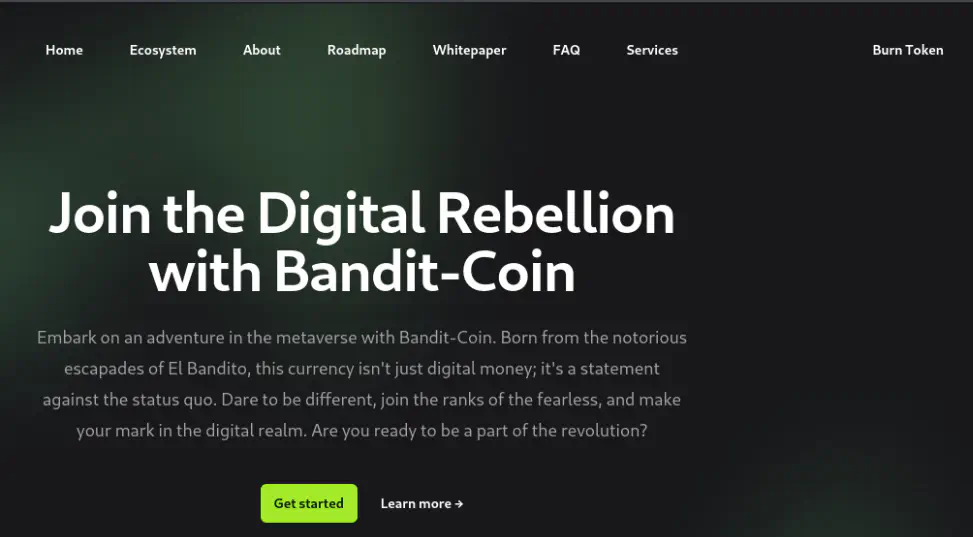 Home Ecosystem About Roadmap Whitepaper FAQ Services Burn Token
Join the Digital Rebellion
with Bandit-Coin
Embark on an adventure in the metaverse with Bandit-Coin. Born from the notorious
escapades of El Bandito, this currency isn't just digital money; it's a statement
against the status quo. Dare to be different, join the ranks of the fearless, and make
your mark in the digital realm. Are you ready to be a part of the revolution?
Get started Learn more →